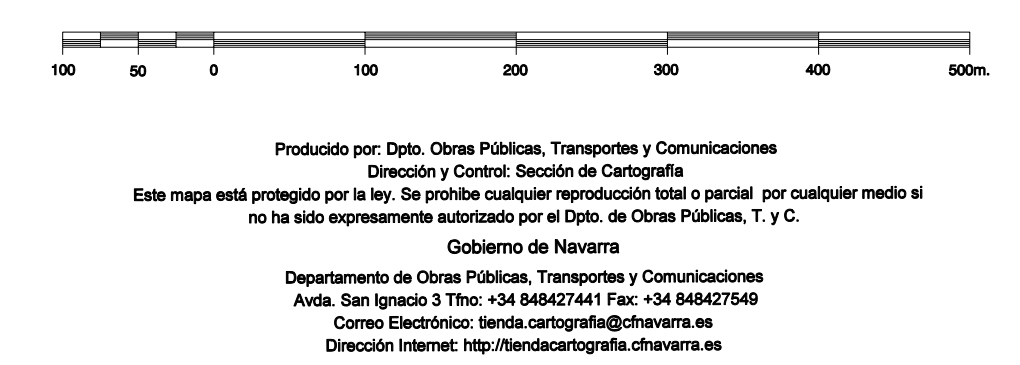 100 50 0 100 200 300 400 500m.
Producido por: Dpto. Obras Públicas, Transportes y Comunicaciones
Dirección y Control: Sección de Cartografía
Este mapa está protegido por la ley. Se prohibe cualquier reproducción total o parcial por cualquier medio si
no ha sido expresamente autorizado por el Dpto. de Obras Públicas, T. y C.
Gobierno de Navarra
Departamento de Obras Públicas, Transportes y Comunicaciones
Avda. San Ignacio 3 Tfno: +34 848427441 Fax: +34 848427549
Correo Electrónico: tienda.cartografia@cfnavarra.es
Dirección Internet: http://tiendacartografia.cfnavarra.es